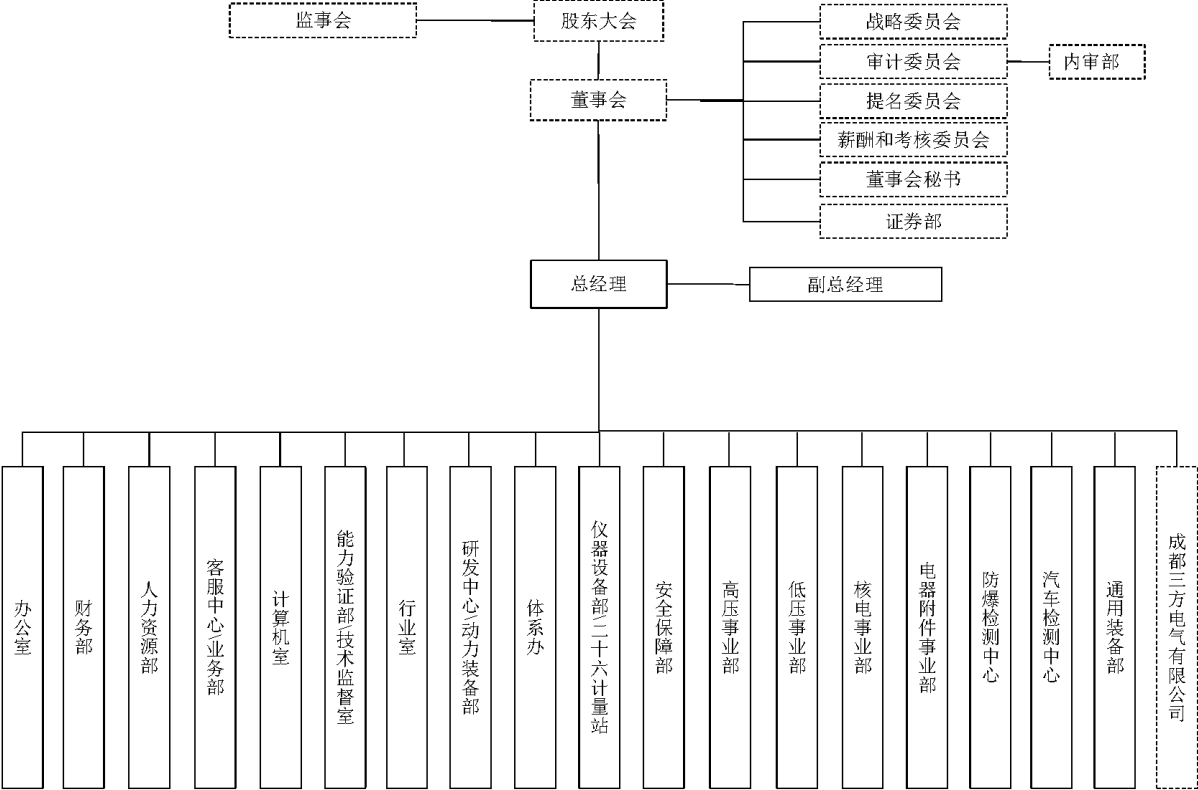 监事会
股东大会
战略委员会
审计委员会
内审部
董事会
提名委员会
薪酬和考核委员会
董事会秘书
证券部
总经理
副总经理
办公室
财务部
人力资源部
客服中心/业务部
计算机室
能力验证部/技术监督室
行业室
研发中心/动力装备部
体系办
仪器设备部/二十六计量站
安全保障部
高压事业部
低压事业部
核电事业部
电器附件事业部
防爆检测中心
汽车检测中心
通用装备部
成都三方电气有限公司